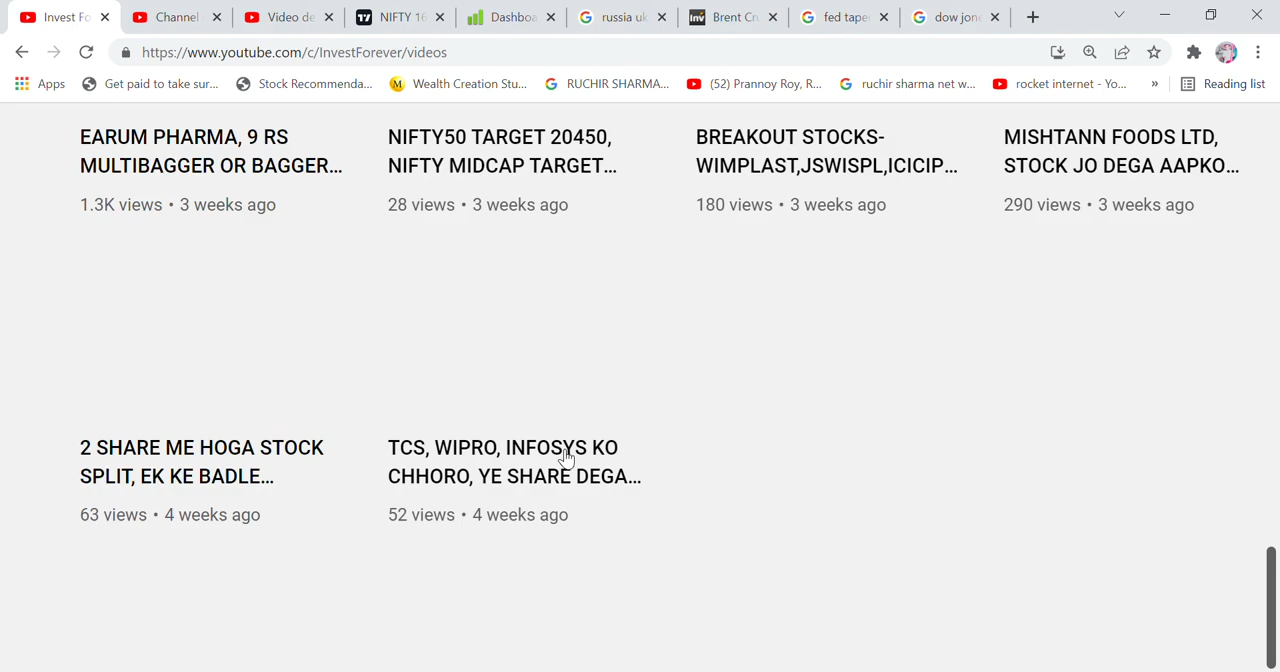 Invest Fo
Channel
Video de
NIFTY 16
Dashboa
russia uk
Brent Cru
fed tape
dow jone
https://www.youtube.com/c/InvestForever/videos
Apps
Get paid to take sur...
Stock Recommenda...
Wealth Creation Stu...
RUCHIR SHARMA...
(52) Prannoy Roy, R...
ruchir sharma net w...
rocket internet - Yo...
»
Reading list
EARUM PHARMA, 9 RS
MULTIBAGGER OR BAGGER...
1.3K views • 3 weeks ago
NIFTY50 TARGET 20450,
NIFTY MIDCAP TARGET...
28 views • 3 weeks ago
BREAKOUT STOCKS-
WIMPLAST,JSWISPL,ICICIP...
180 views • 3 weeks ago
MISHTANN FOODS LTD,
STOCK JO DEGA AAPKO...
290 views • 3 weeks ago
2 SHARE ME HOGA STOCK
SPLIT, EK KE BADLE...
63 views • 4 weeks ago
TCS, WIPRO, INFOSYS KO
CHHORO, YE SHARE DEGA...
52 views • 4 weeks ago